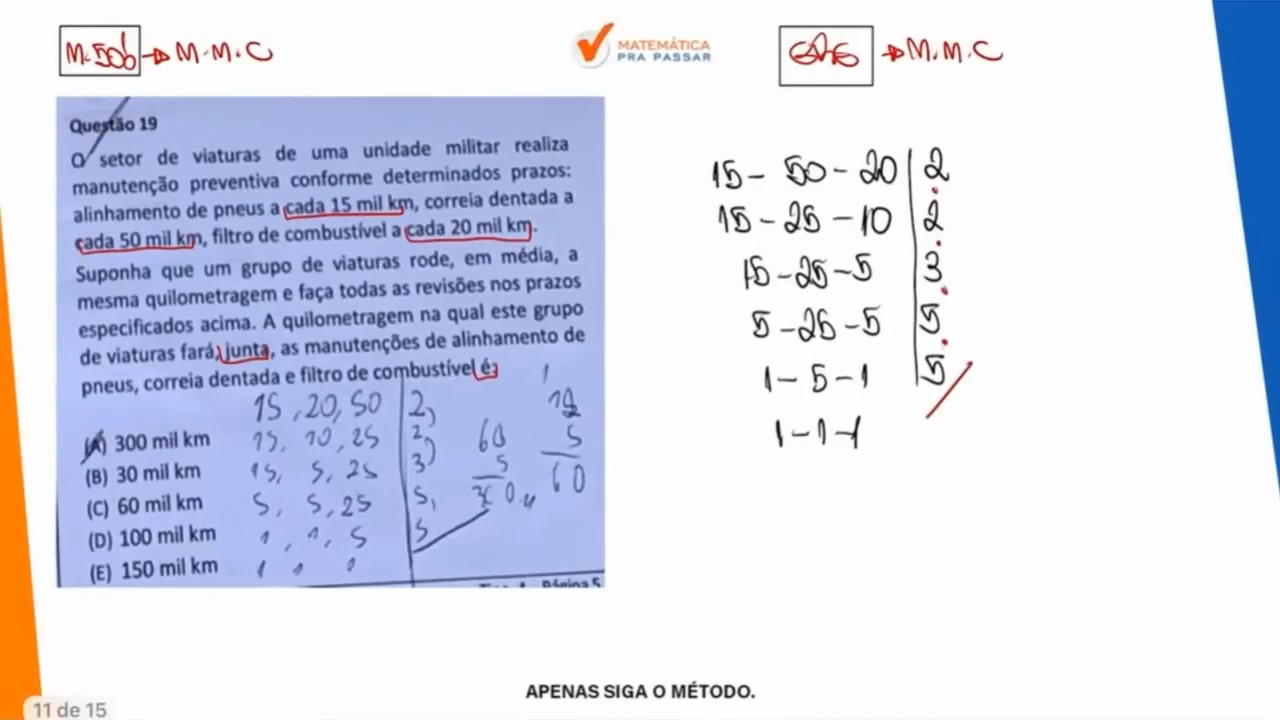 M.50b → M.M.C
MATEMÁTICA
PRA PASSAR
→ M.M.C
Questão 19
O setor de viaturas de uma unidade militar realiza
manutenção preventiva conforme determinados prazos:
alinhamento de pneus a cada 15 mil km, correia dentada a
cada 50 mil km, filtro de combustível a cada 20 mil km.
Suponha que um grupo de viaturas rode, em média, a
mesma quilometragem e faça todas as revisões nos prazos
especificados acima. A quilometragem na qual este grupo
de viaturas fará, junta, as manutenções de alinhamento de
pneus, correia dentada e filtro de combustível é:
(A) 300 mil km
(B) 30 mil km
(C) 60 mil km
(D) 100 mil km
(E) 150 mil km
15, 20, 50 | 2
15, 10, 25 | 2
15, 5, 25 | 3
5, 5, 25 | 5
1, 1, 5 | 5
1 1 1
60
5
300
1
12
5
60
Página 5
15 - 50 - 20 | 2
15 - 25 - 10 | 2
15 - 25 - 5 | 3
5 - 25 - 5 | 5
1 - 5 - 1 | 5
1 - 1 - 1
APENAS SIGA O MÉTODO.
11 de 15